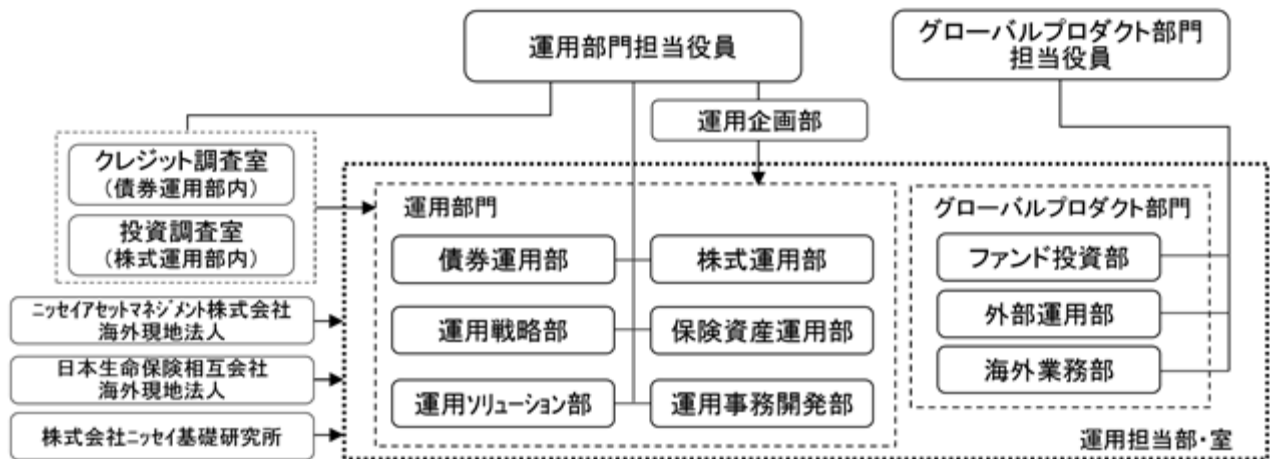 運用部門担当役員
グローバルプロダクト部門
担当役員
運用企画部
クレジット調査室
（債券運用部内）
投資調査室
（株式運用部内）
ニッセイアセットマネジメント株式会社
海外現地法人
日本生命保険相互会社
海外現地法人
株式会社ニッセイ基礎研究所
運用部門
債券運用部
株式運用部
運用戦略部
保険資産運用部
運用ソリューション部
運用事務開発部
グローバルプロダクト部門
ファンド投資部
外部運用部
海外業務部
運用担当部・室